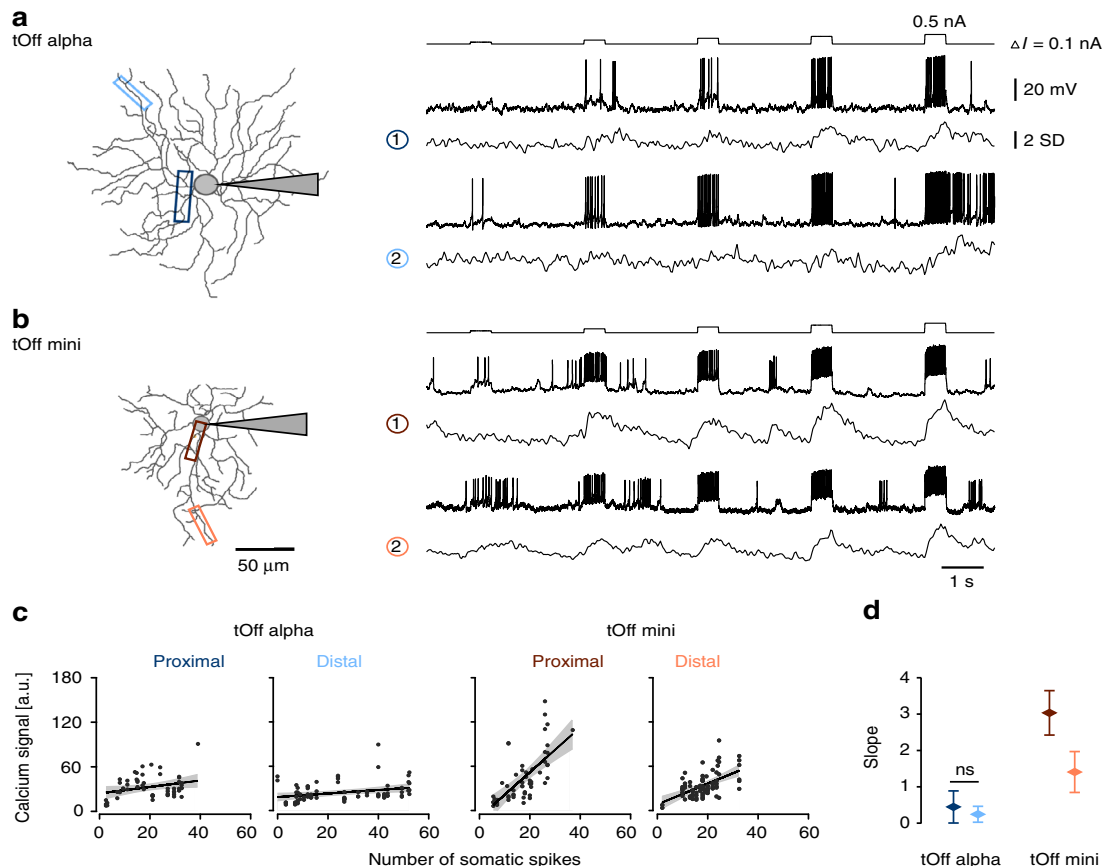 a
tOff alpha
0.5 nA
△I = 0.1 nA
20 mV
1
2 SD
2
b
tOff mini
1
2
50 μm
1 s
c
tOff alpha
tOff mini
Proximal
Distal
Proximal
Distal
Calcium signal [a.u.]
180
120
60
0
0 20 40 60
0 20 40 60
0 20 40 60
0 20 40 60
Number of somatic spikes
d
Slope
4
3
2
1
0
ns
tOff alpha
tOff mini